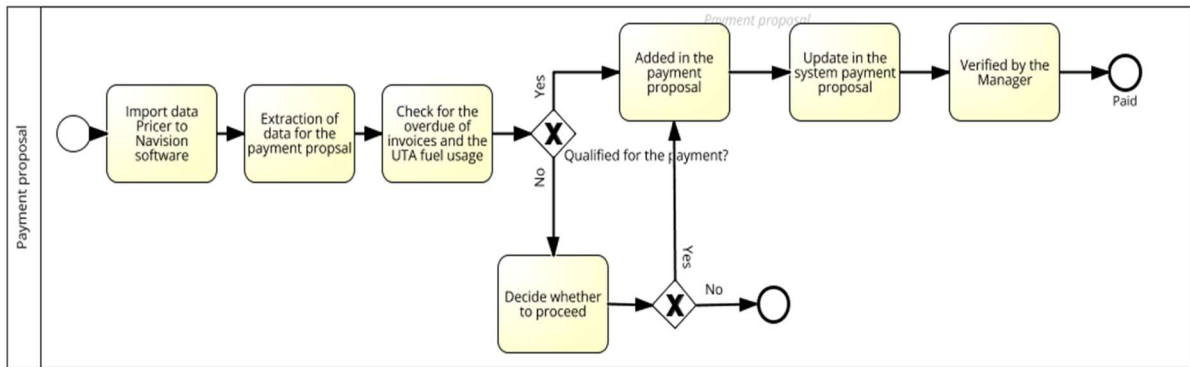 Payment proposal
Payment proposal
Import data
Pricer to
Navision
software
Extraction of
data for the
payment propsal
Check for the
overdue of
invoices and the
UTA fuel usage
Yes
No
Qualified for the payment?
Added in the
payment
proposal
Update in the
system payment
proposal
Verified by the
Manager
Paid
Decide whether
to proceed
Yes
No